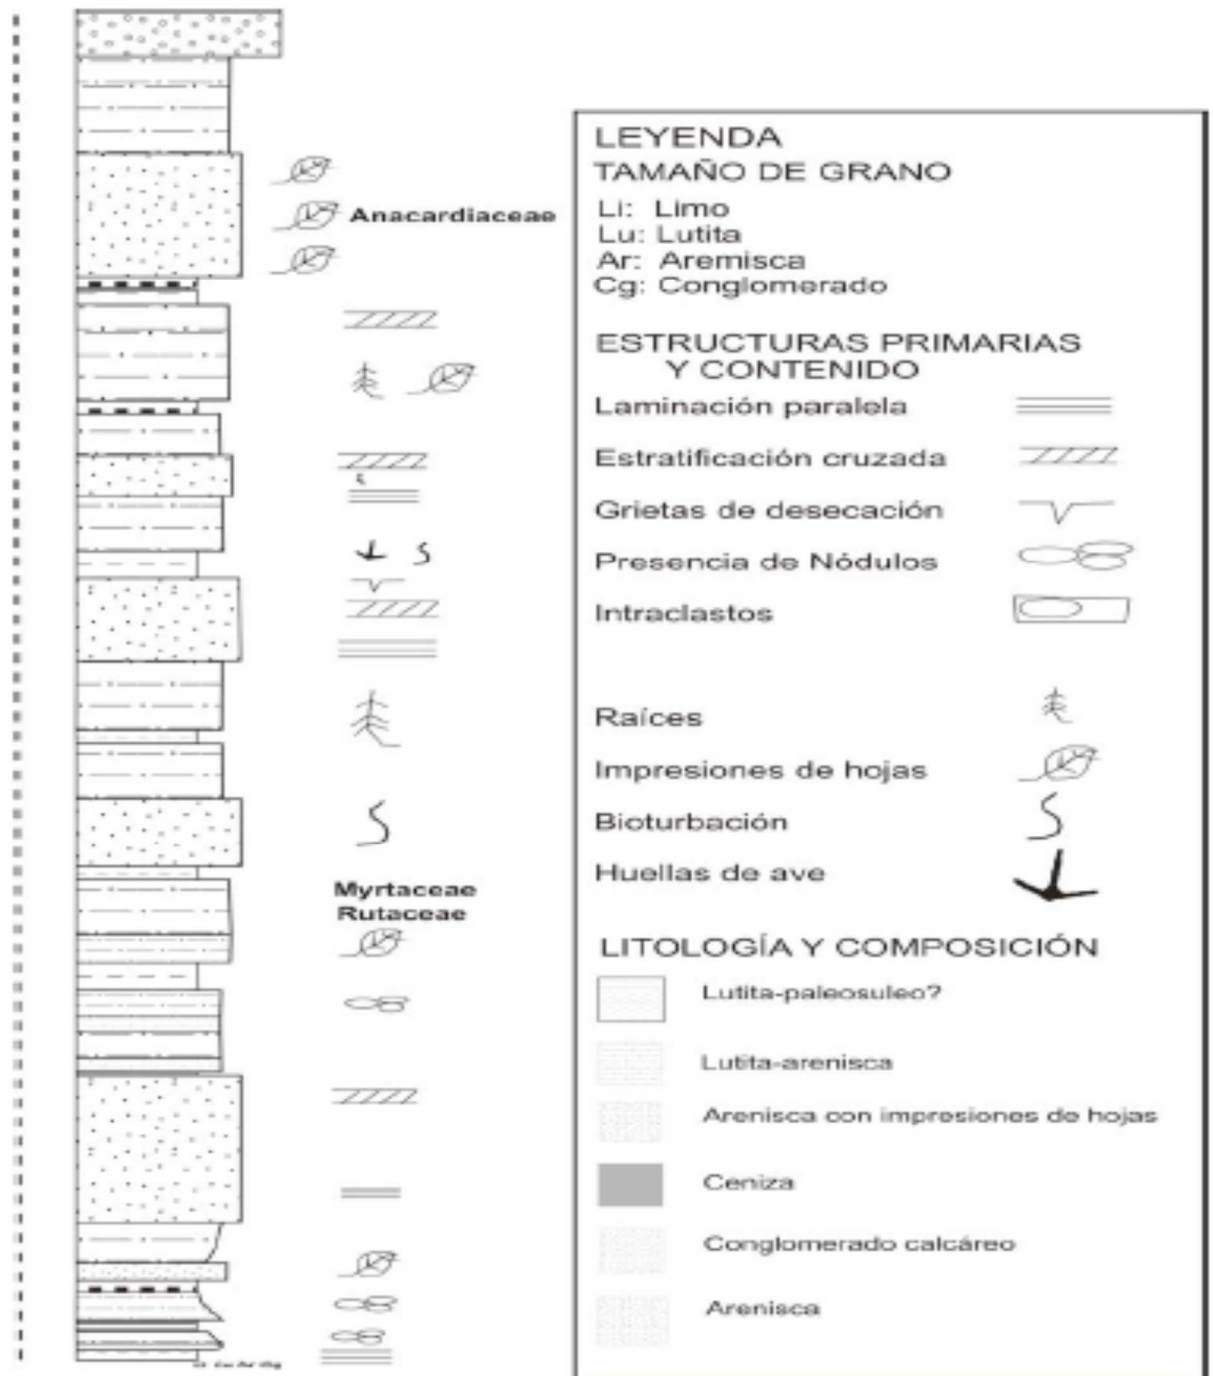 Anacardiaceae
Myrtaceae
Rutaceae
LEYENDA
TAMAÑO DE GRANO
Li: Limo
Lu: Lutita
Ar: Aremisca
Cg: Conglomerado
ESTRUCTURAS PRIMARIAS
Y CONTENIDO
Laminación paralela
Estratificación cruzada
Grietas de desecación
Presencia de Nódulos
Intraclastos
Raíces
Impresiones de hojas
Bioturbación
Huellas de ave
LITOLOGÍA Y COMPOSICIÓN
Lutita-paleosuleo?
Lutita-arenisca
Arenisca con impresiones de hojas
Ceniza
Conglomerado calcáreo
Arenisca